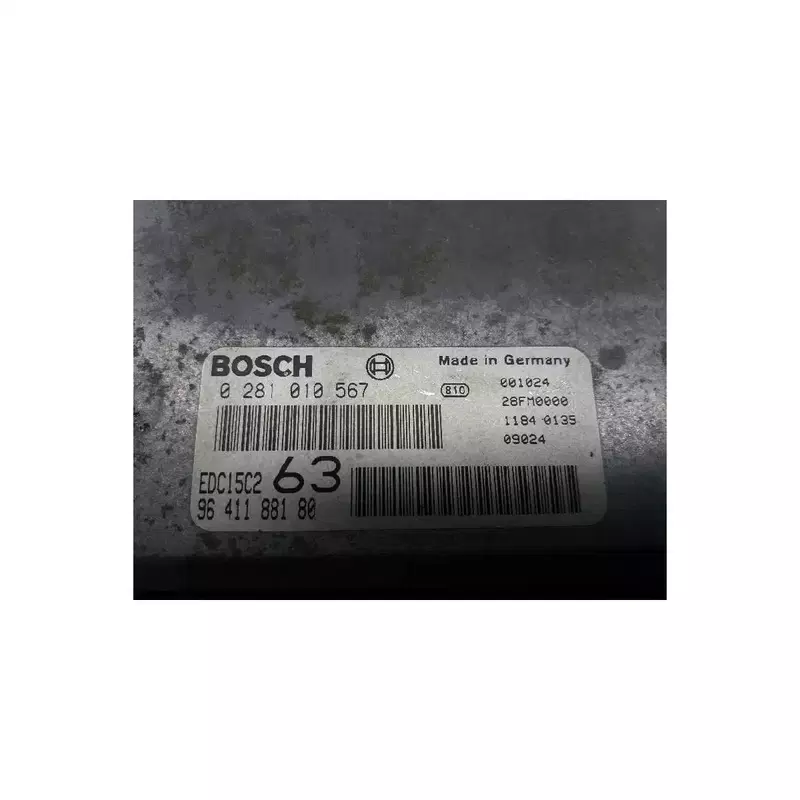 BOSCH
Made in Germany
0 281 010 567
810
001024
28FM0000
1184 0135
09024
EDC15C2 63
96 411 881 80